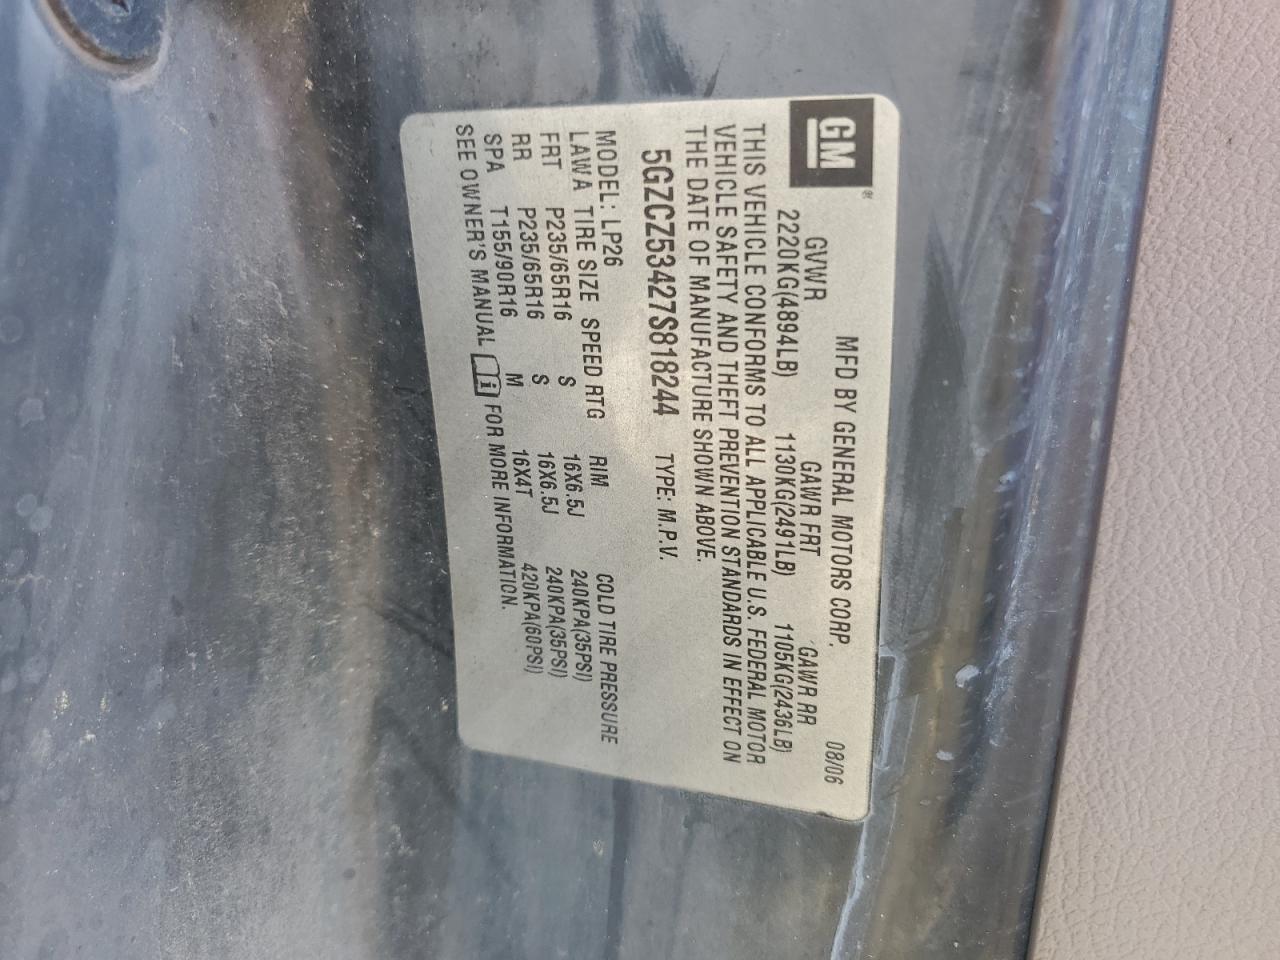 GM®
MFD BY GENERAL MOTORS CORP. 08/06
GVWR GAWR FRT GAWR RR
2220KG(4894LB) 1130KG(2491LB) 1105KG(2436LB)
THIS VEHICLE CONFORMS TO ALL APPLICABLE U.S. FEDERAL MOTOR
VEHICLE SAFETY AND THEFT PREVENTION STANDARDS IN EFFECT ON
THE DATE OF MANUFACTURE SHOWN ABOVE.
5GZCZ53427S818244 TYPE: M.P.V.
MODEL: LP26
LAWA TIRE SIZE SPEED RTG RIM COLD TIRE PRESSURE
FRT P235/65R16 S 16X6.5J 240KPA(35PSI)
RR P235/65R16 S 16X6.5J 240KPA(35PSI)
SPA T155/90R16 M 16X4T 420KPA(60PSI)
SEE OWNER'S MANUAL i FOR MORE INFORMATION.